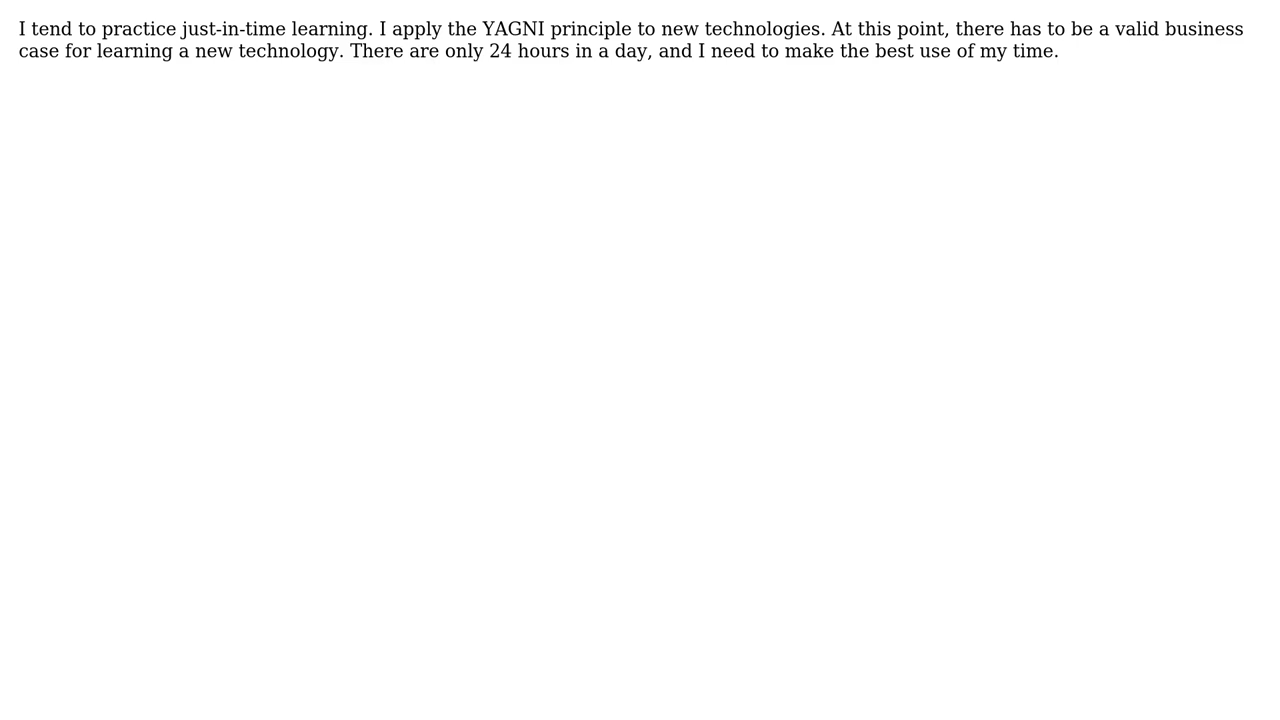 I tend to practice just-in-time learning. I apply the YAGNI principle to new technologies. At this point, there has to be a valid business
case for learning a new technology. There are only 24 hours in a day, and I need to make the best use of my time.